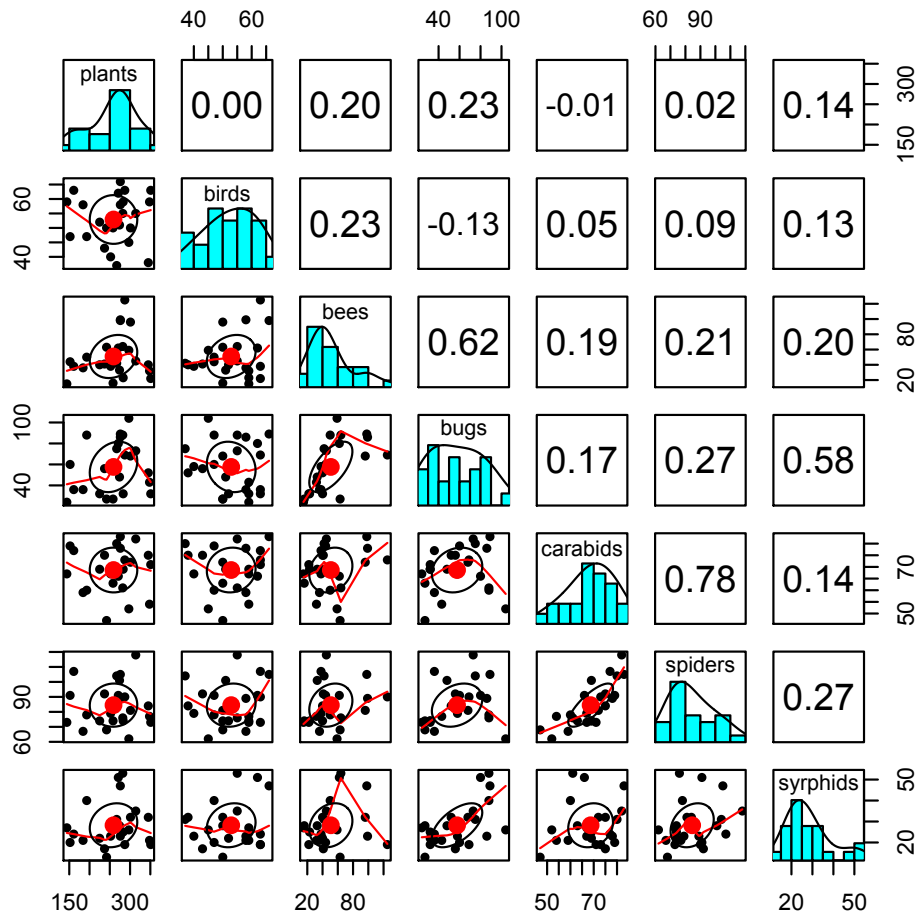 40 60 40 100 60 90
plants 0.00 0.20 0.23 -0.01 0.02 0.14 150 300
40 60 birds 0.23 -0.13 0.05 0.09 0.13
bees 0.62 0.19 0.21 0.20 20 80
40 100 bugs 0.17 0.27 0.58
carabids 0.78 0.14 50 70
60 90 spiders 0.27
syrphids 20 50
150 300 20 80 50 70 20 50